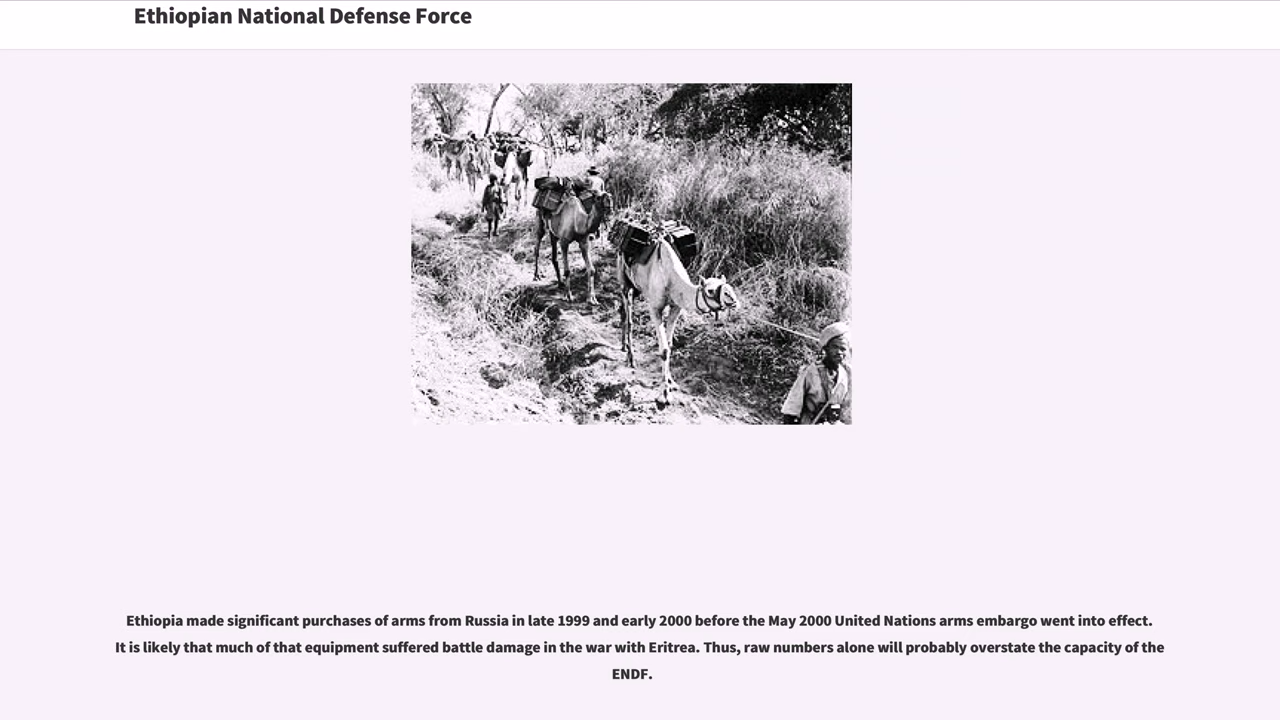 Ethiopian National Defense Force
Ethiopia made significant purchases of arms from Russia in late 1999 and early 2000 before the May 2000 United Nations arms embargo went into effect.
It is likely that much of that equipment suffered battle damage in the war with Eritrea. Thus, raw numbers alone will probably overstate the capacity of the
ENDF.